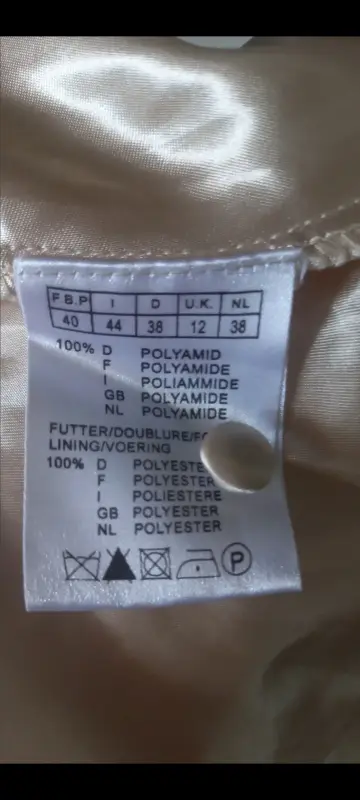 F.B.P I D U.K. NL
40 44 38 12 38
100% D POLYAMID
F POLYAMIDE
I POLIAMMIDE
GB POLYAMIDE
NL POLYAMIDE
FUTTER/DOUBLURE/
LINING/VOERING
100% D POLYESTE
F POLYESTER
I POLIESTERE
GB POLYESTER
NL POLYESTER
P